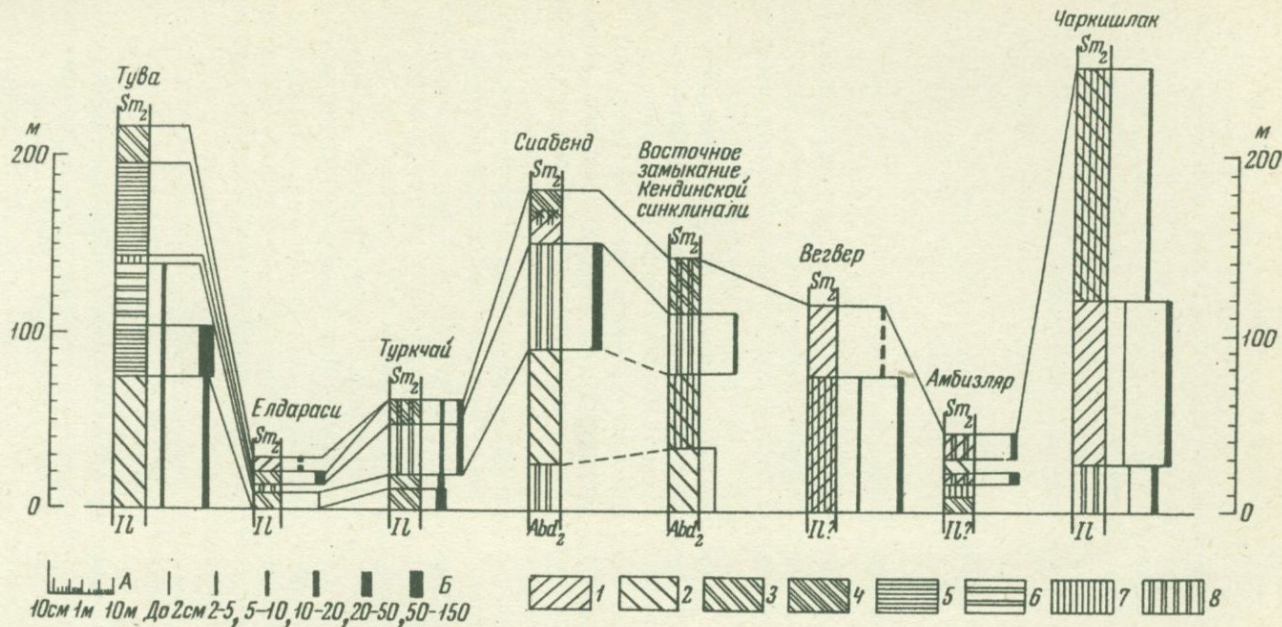 Чаркишлак
Sm2
Тува
Sm2
м
200
100
0
Сиабенд
Sm2
Восточное
замыкание
Кендинской
синклинали
Sm2
м
200
100
0
Вегвер
Sm2
Туркчай
Sm2
Амбизляр
Sm2
Елдараси
Sm2
Il
Il
Il
Abd2
Abd2
Il?
Il?
Il
А
Б
10см 1м 10м До 2см 2-5, 5-10, 10-20, 20-50, 50-150
1 2 3 4 5 6 7 8